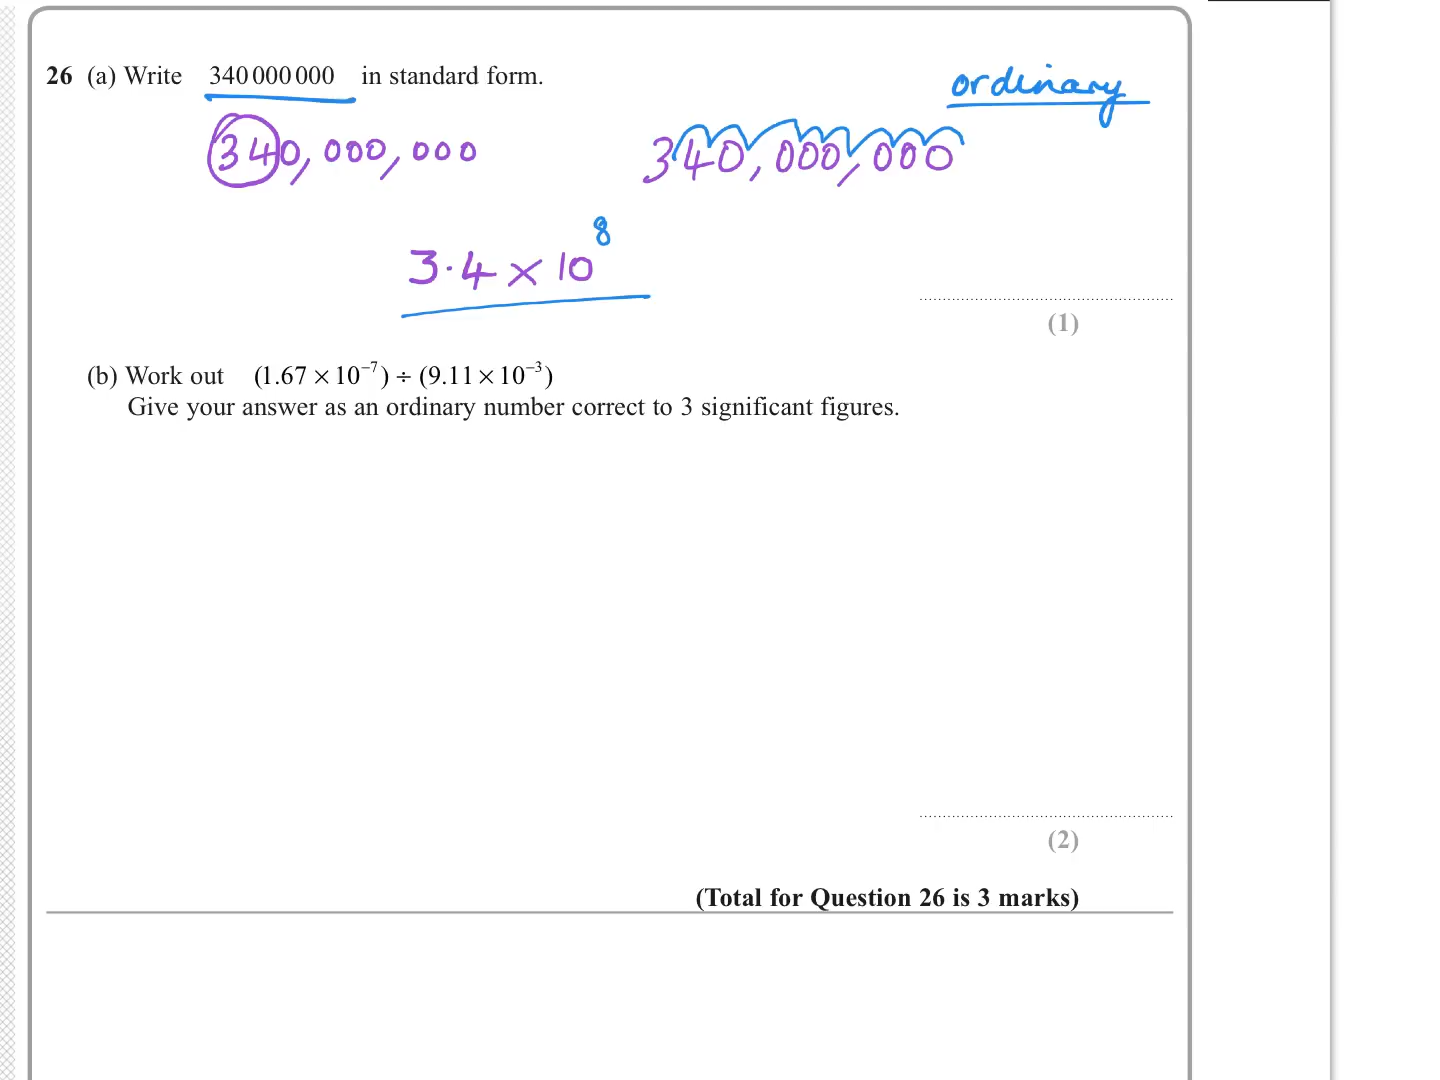 26 (a) Write 340 000 000 in standard form.
ordinary
340,000,000
340,000,000
3·4 × 10⁸
(1)
(b) Work out (1.67 × 10⁻⁷) ÷ (9.11 × 10⁻³)
Give your answer as an ordinary number correct to 3 significant figures.
(2)
(Total for Question 26 is 3 marks)